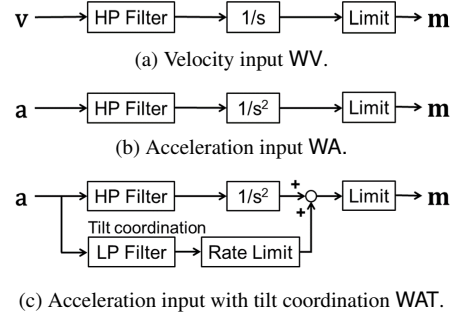 v HP Filter 1/s Limit m
(a) Velocity input WV.
a HP Filter 1/s² Limit m
(b) Acceleration input WA.
a HP Filter 1/s² + Limit m
Tilt coordination +
LP Filter Rate Limit
(c) Acceleration input with tilt coordination WAT.